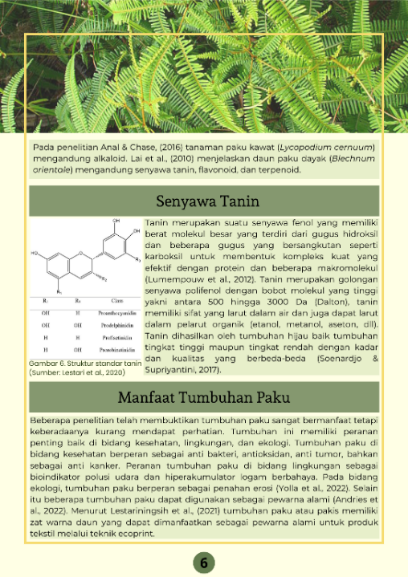 Pada penelitian Anal & Chase, (2016) tanaman paku kawat (Lycopodium cernuum)
mengandung alkaloid. Lai et al., (2010) menjelaskan daun paku dayak (Blechnum
orientale) mengandung senyawa tanin, flavonoid, dan terpenoid.
Senyawa Tanin
Tanin merupakan suatu senyawa fenol yang memiliki
berat molekul besar yang terdiri dari gugus hidroksil
dan beberapa gugus yang bersangkutan seperti
karboksil untuk membentuk kompleks kuat yang
efektif dengan protein dan beberapa makromolekul
(Lumempouw et al., 2012). Tanin merupakan golongan
senyawa polifenol dengan bobot molekul yang tinggi
yakni antara 500 hingga 3000 Da (Dalton), tanin
memiliki sifat yang larut dalam air dan juga dapat larut
dalam pelarut organik (etanol, metanol, aseton, dll).
Tanin dihasilkan oleh tumbuhan hijau baik tumbuhan
tingkat tinggi maupun tingkat rendah dengan kadar
dan kualitas yang berbeda-beda (Soenardjo &
Supriyantini, 2017).
OH
OH
HO
R₂
R₁
OH
R₁ R₂ Class
OH H Proanthocyanidin
OH OH Prodelphinidin
H H Profisetinidin
H OH Prorobinetinidin
Gambar 6. Struktur standar tanin
(Sumber: Lestari et al., 2020)
Manfaat Tumbuhan Paku
Beberapa penelitian telah membuktikan tumbuhan paku sangat bermanfaat tetapi
keberadaanya kurang mendapat perhatian. Tumbuhan ini memiliki peranan
penting baik di bidang kesehatan, lingkungan, dan ekologi. Tumbuhan paku di
bidang kesehatan berperan sebagai anti bakteri, antioksidan, anti tumor, bahkan
sebagai anti kanker. Peranan tumbuhan paku di bidang lingkungan sebagai
bioindikator polusi udara dan hiperakumulator logam berbahaya. Pada bidang
ekologi, tumbuhan paku berperan sebagai penahan erosi (Yolla et al., 2022). Selain
itu beberapa tumbuhan paku dapat digunakan sebagai pewarna alami (Andries et
al., 2022). Menurut Lestariningsih et al., (2021) tumbuhan paku atau pakis memiliki
zat warna daun yang dapat dimanfaatkan sebagai pewarna alami untuk produk
tekstil melalui teknik ecoprint.
6